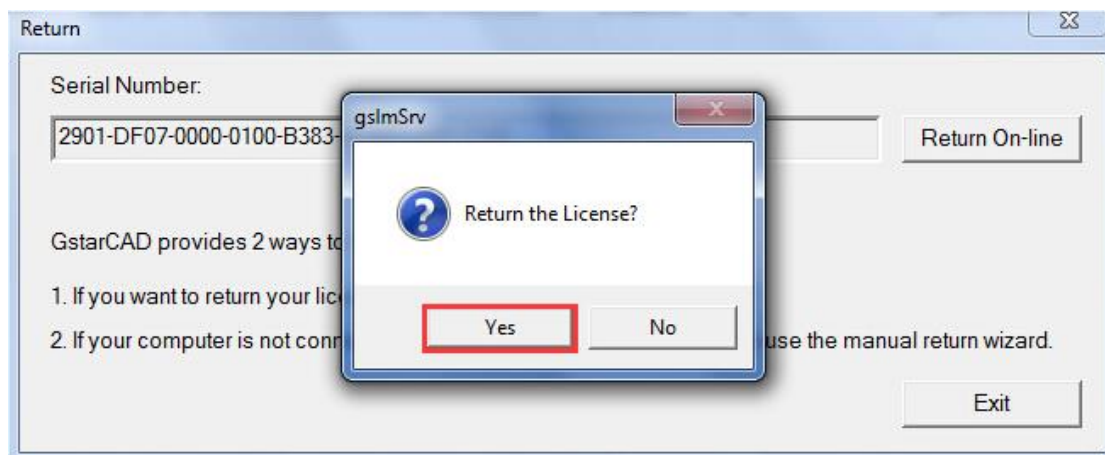 Return
Serial Number:
2901-DF07-0000-0100-B383-
Return On-line
gslmSrv
Return the License?
Yes
No
GstarCAD provides 2 ways to
1. If you want to return your
2. If your computer is not
use the manual return wizard.
Exit